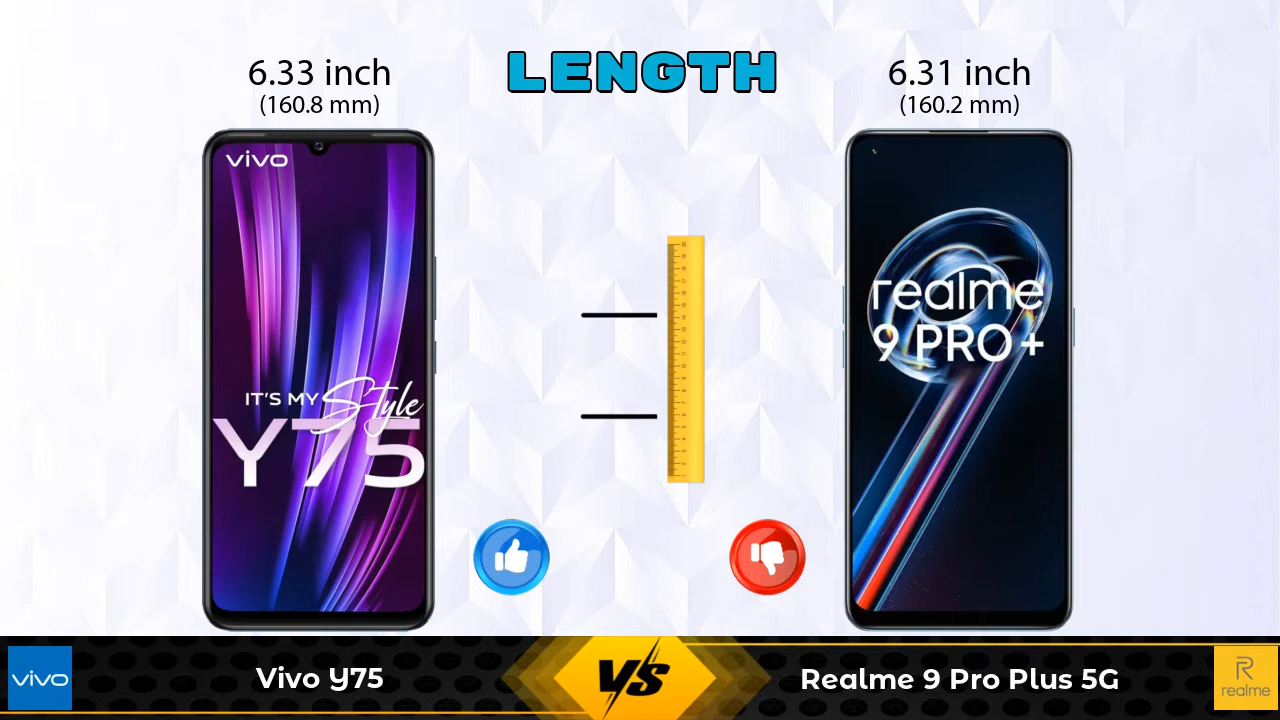 LENGTH
6.33 inch
(160.8 mm)
6.31 inch
(160.2 mm)
vivo
IT'S MY Style
Y75
realme
9 PRO+
vivo
Vivo Y75
VS
Realme 9 Pro Plus 5G
R
realme